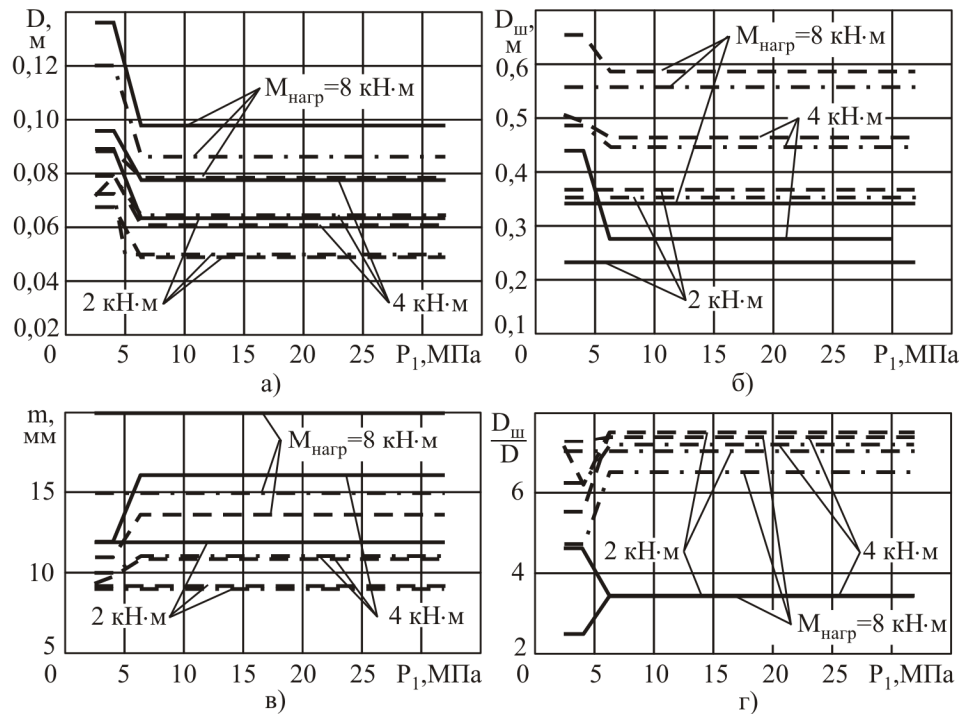 D,
м
0,12
0,10
0,08
0,06
0,04
0,02
0
5
10
15
20
25
P₁,МПа
Mнагр=8 кН·м
2 кН·м
4 кН·м
а)
Dш,
м
0,6
0,5
0,4
0,3
0,2
0,1
0
5
10
15
20
25
P₁,МПа
Mнагр=8 кН·м
4 кН·м
2 кН·м
б)
m,
мм
15
10
5
0
5
10
15
20
25
P₁,МПа
Mнагр=8 кН·м
2 кН·м
4 кН·м
в)
Dш
D
6
4
2
0
5
10
15
20
25
P₁,МПа
2 кН·м
4 кН·м
Mнагр=8 кН·м
г)